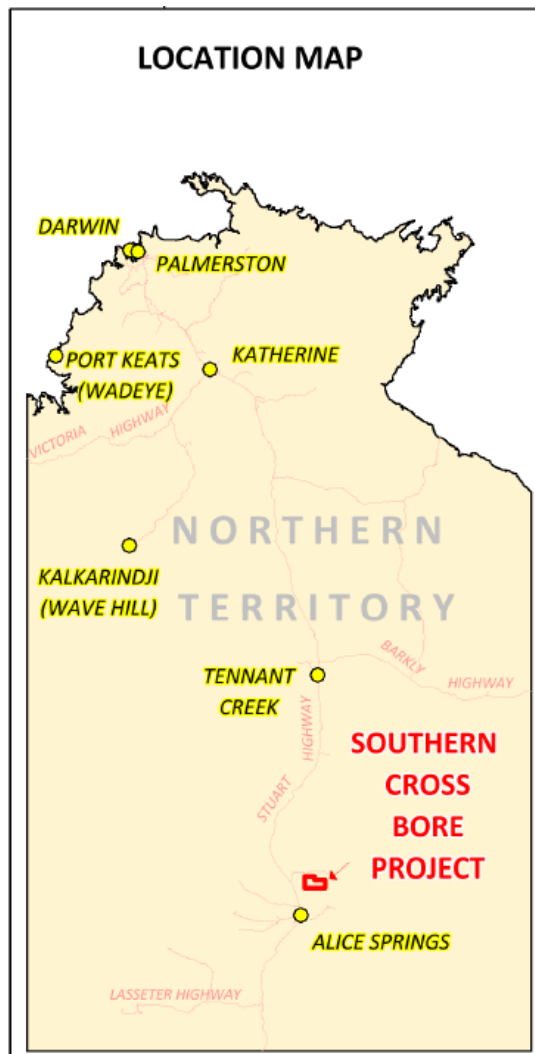 LOCATION MAP
DARWIN
PALMERSTON
PORT KEATS
(WADEYE)
KATHERINE
VICTORIA HIGHWAY
NORTHERN
TERRITORY
KALKARINDJI
(WAVE HILL)
BARKLY HIGHWAY
TENNANT
CREEK
STUART HIGHWAY
SOUTHERN
CROSS
BORE
PROJECT
ALICE SPRINGS
LASSETER HIGHWAY